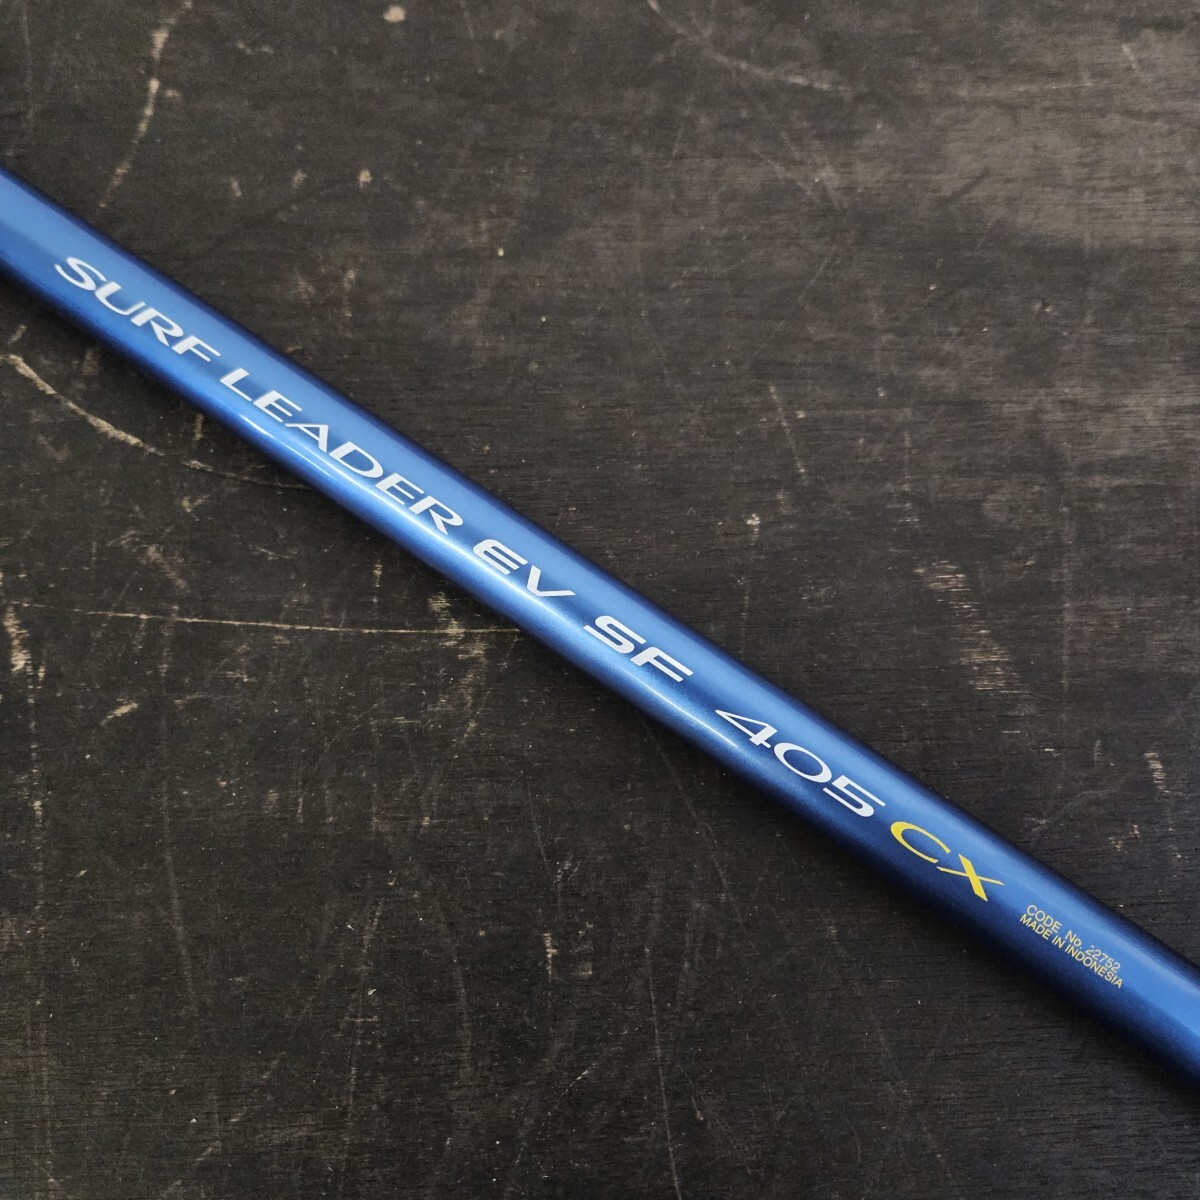 SURF LEADER EV SF 405 CX
CODE No. 22752
MADE IN INDONESIA